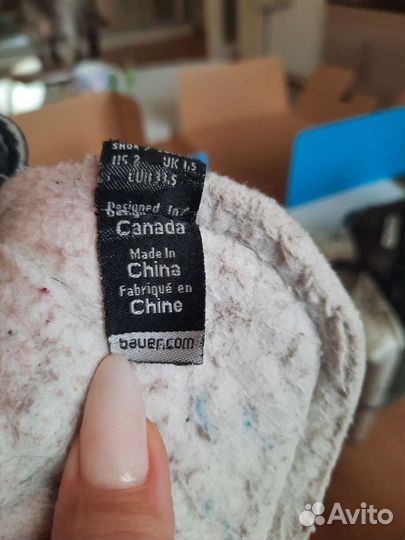 US 2 UK 1.5
EUR 33.5
Designed In/
Canada
Made In
China
Fabriqué en
Chine
bauer.com
Avito